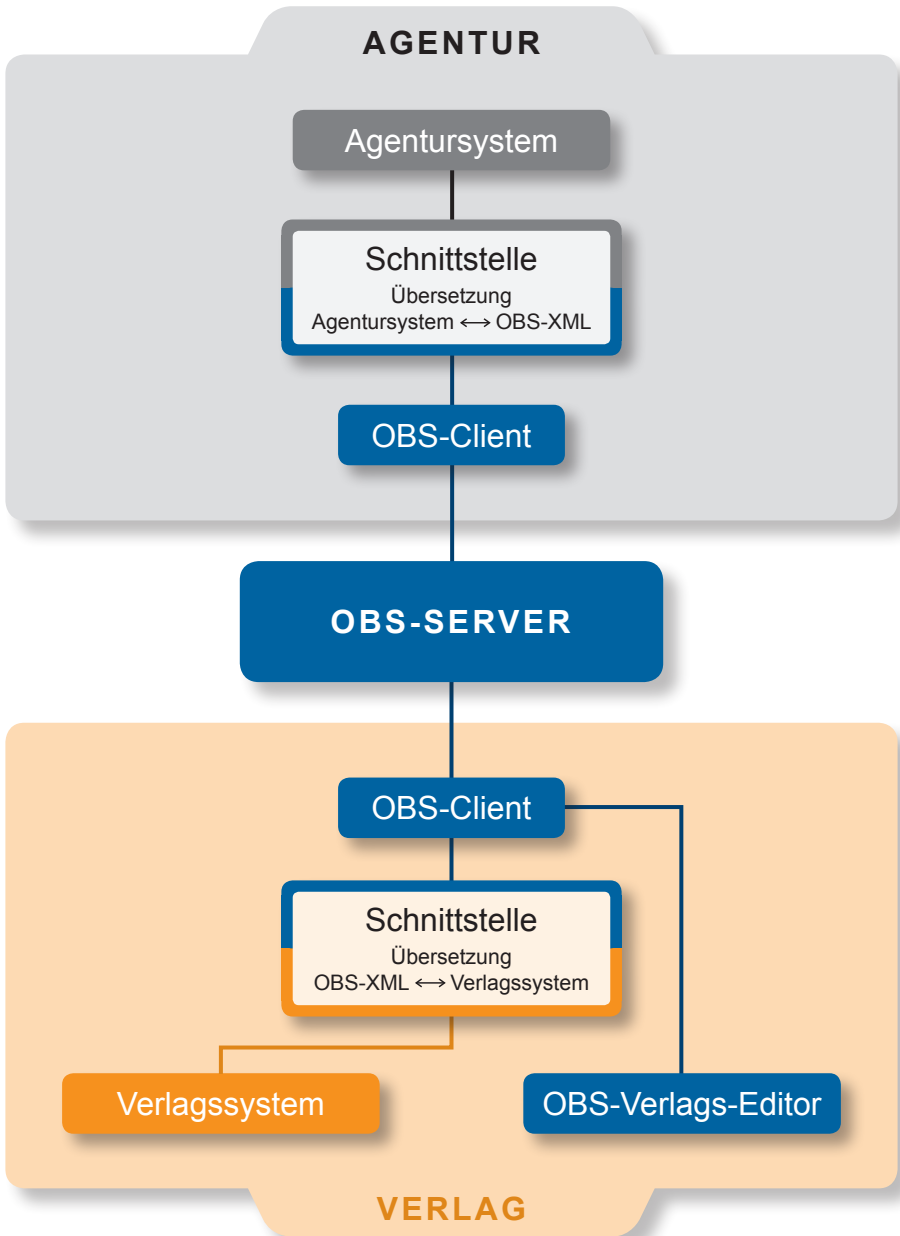 AGENTUR
Agentursystem
Schnittstelle
Übersetzung
Agentursystem ⟷ OBS-XML
OBS-Client
OBS-SERVER
OBS-Client
Schnittstelle
Übersetzung
OBS-XML ⟷ Verlagssystem
Verlagssystem
OBS-Verlags-Editor
VERLAG